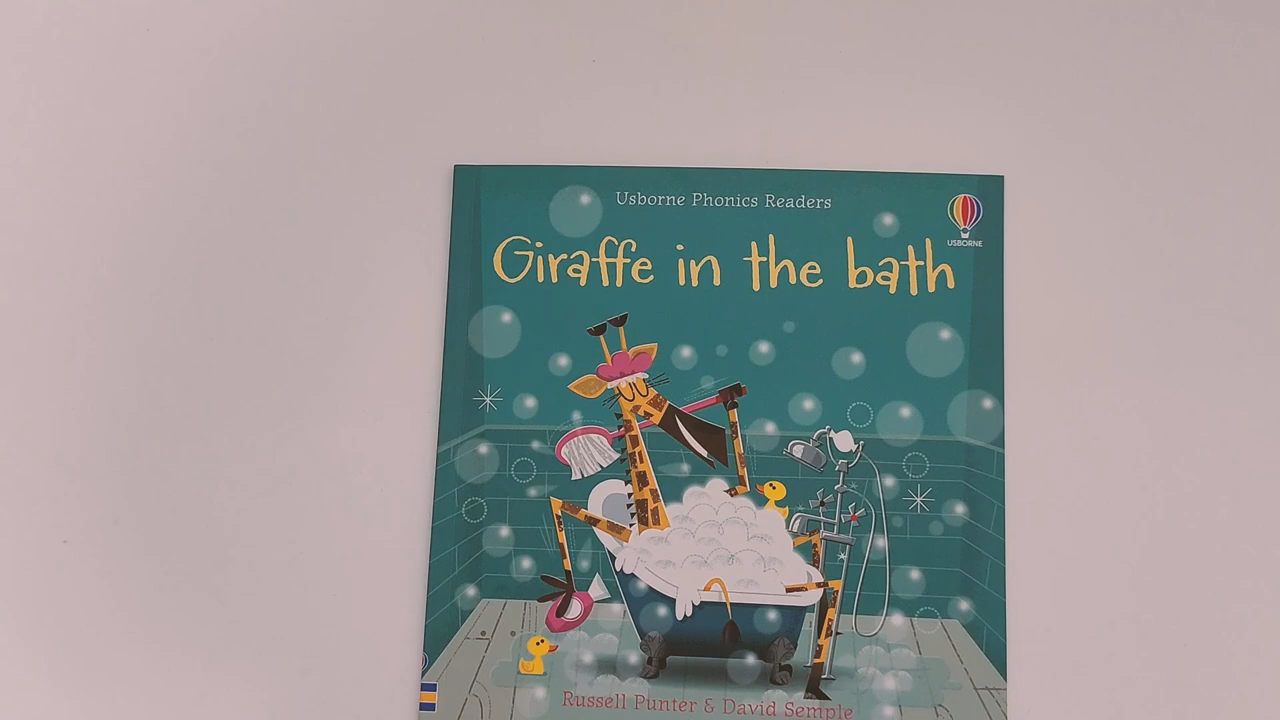 Usborne Phonics Readers
USBORNE
Giraffe in the bath
Russell Punter & David Semple